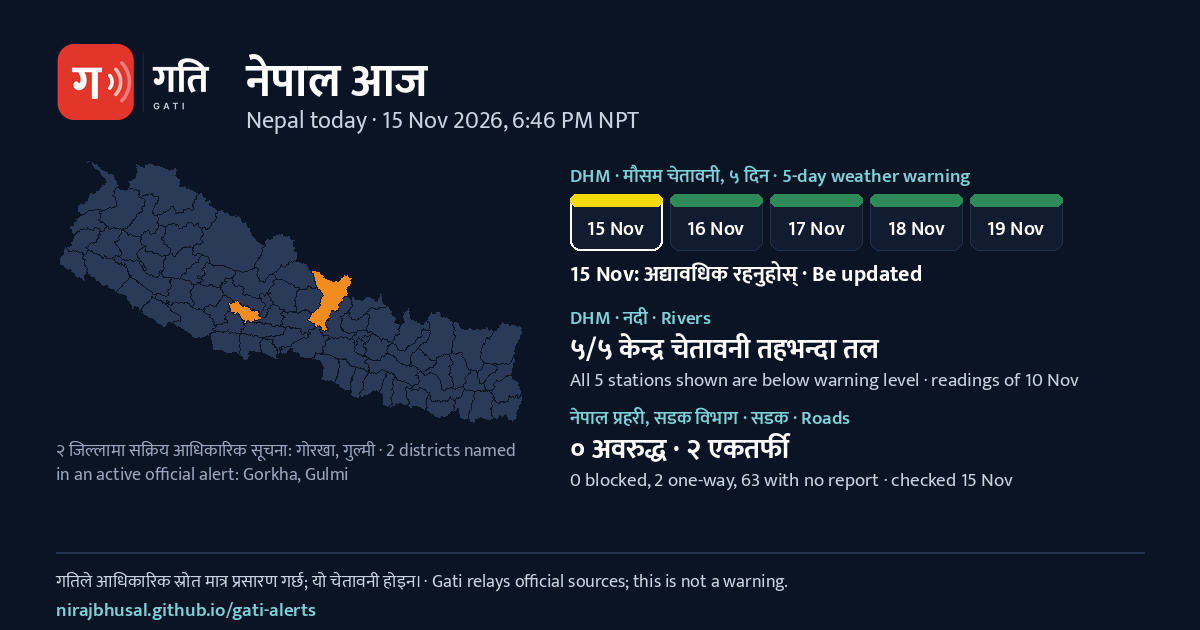 ग
गति
GATI
नेपाल आज
Nepal today · 15 Nov 2026, 6:46 PM NPT
DHM · मौसम चेतावनी, ५ दिन · 5-day weather warning
15 Nov
16 Nov
17 Nov
18 Nov
19 Nov
15 Nov: अद्यावधिक रहनुहोस् · Be updated
DHM · नदी · Rivers
५/५ केन्द्र चेतावनी तहभन्दा तल
All 5 stations shown are below warning level · readings of 10 Nov
नेपाल प्रहरी, सडक विभाग · सडक · Roads
० अवरुद्ध · २ एकतर्फी
0 blocked, 2 one-way, 63 with no report · checked 15 Nov
२ जिल्लामा सक्रिय आधिकारिक सूचना: गोरखा, गुल्मी · 2 districts named
in an active official alert: Gorkha, Gulmi
गतिले आधिकारिक स्रोत मात्र प्रसारण गर्छ; यो चेतावनी होइन। · Gati relays official sources; this is not a warning.
nirajbhusal.github.io/gati-alerts